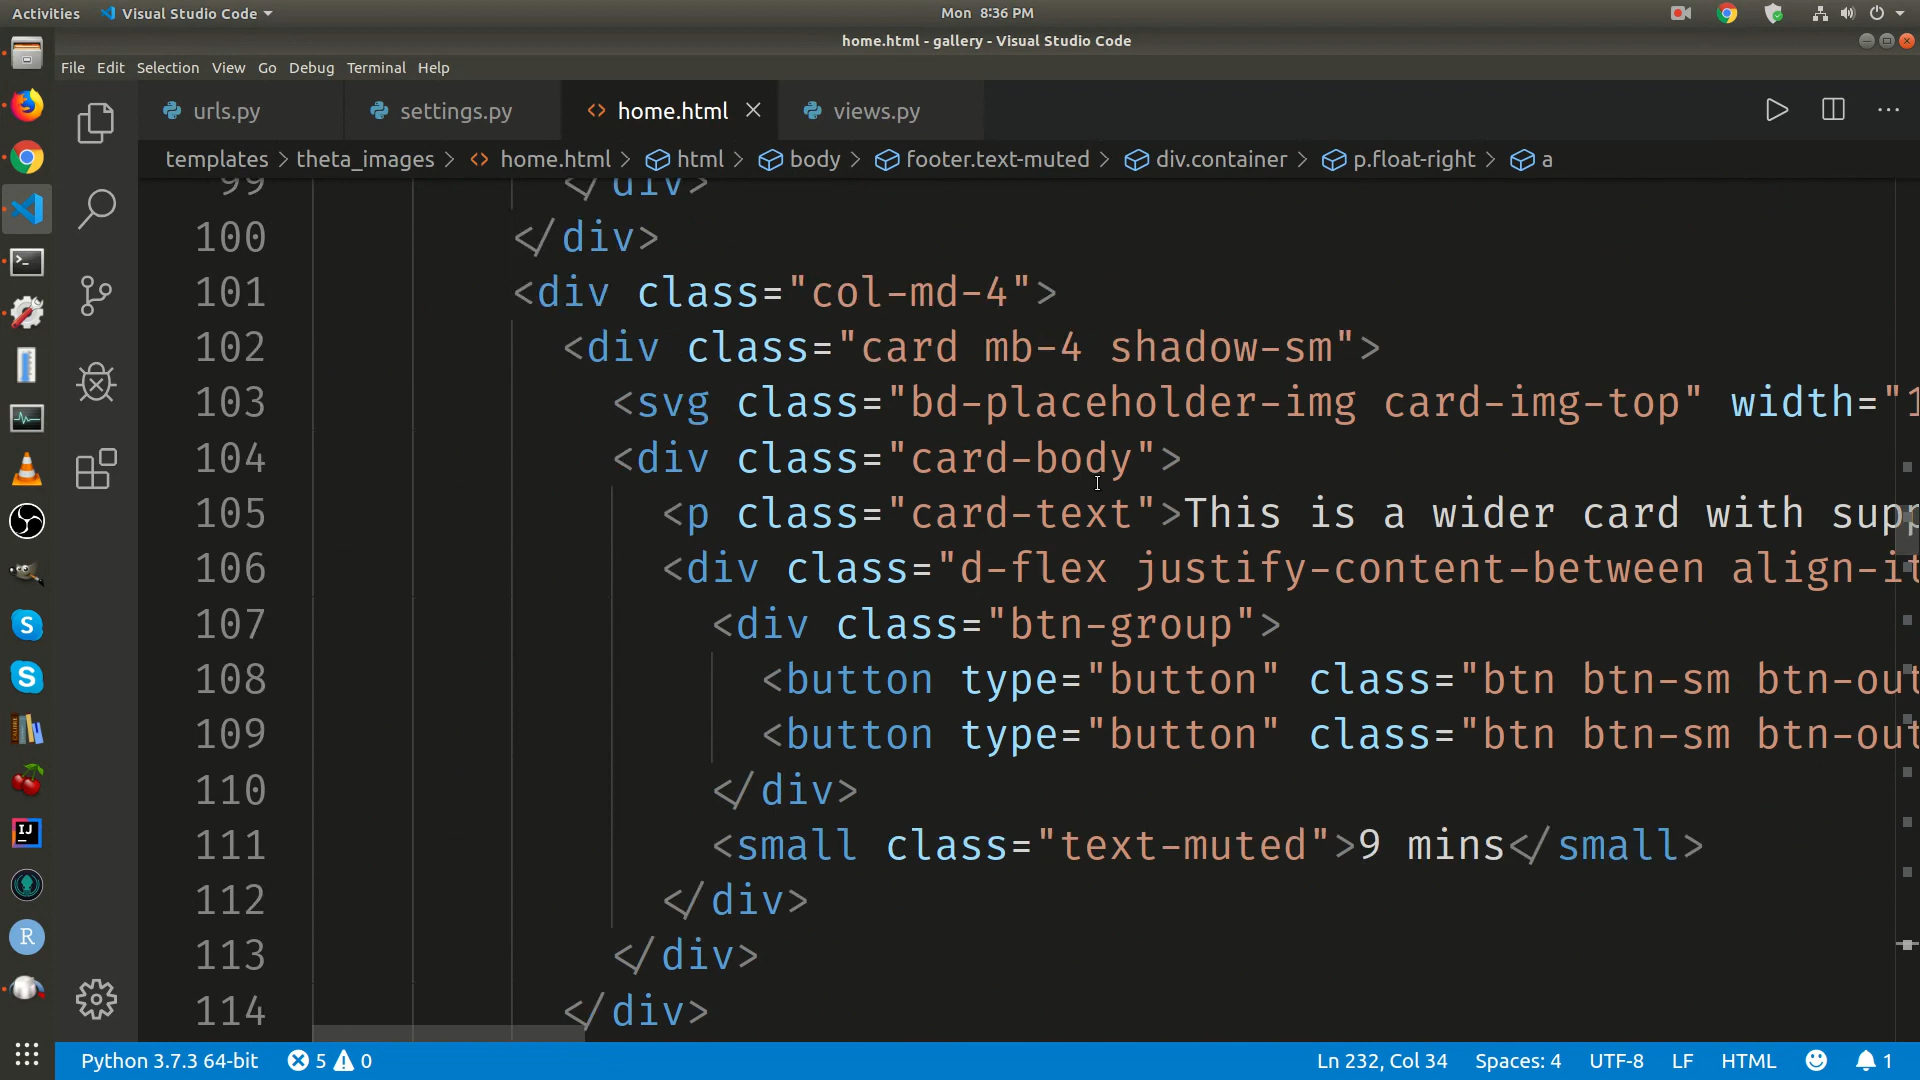 Activities Visual Studio Code Mon 8:36 PM
home.html - gallery - Visual Studio Code
File Edit Selection View Go Debug Terminal Help
urls.py settings.py home.html views.py
templates > theta_images > home.html > html > body > footer.text-muted > div.container > p.float-right > a
99 </div>
100 </div>
101 <div class="col-md-4">
102 <div class="card mb-4 shadow-sm">
103 <svg class="bd-placeholder-img card-img-top" width="1
104 <div class="card-body">
105 <p class="card-text">This is a wider card with supp
106 <div class="d-flex justify-content-between align-it
107 <div class="btn-group">
108 <button type="button" class="btn btn-sm btn-out
109 <button type="button" class="btn btn-sm btn-out
110 </div>
111 <small class="text-muted">9 mins</small>
112 </div>
113 </div>
114 </div>
Python 3.7.3 64-bit 5 0 Ln 232, Col 34 Spaces: 4 UTF-8 LF HTML 1